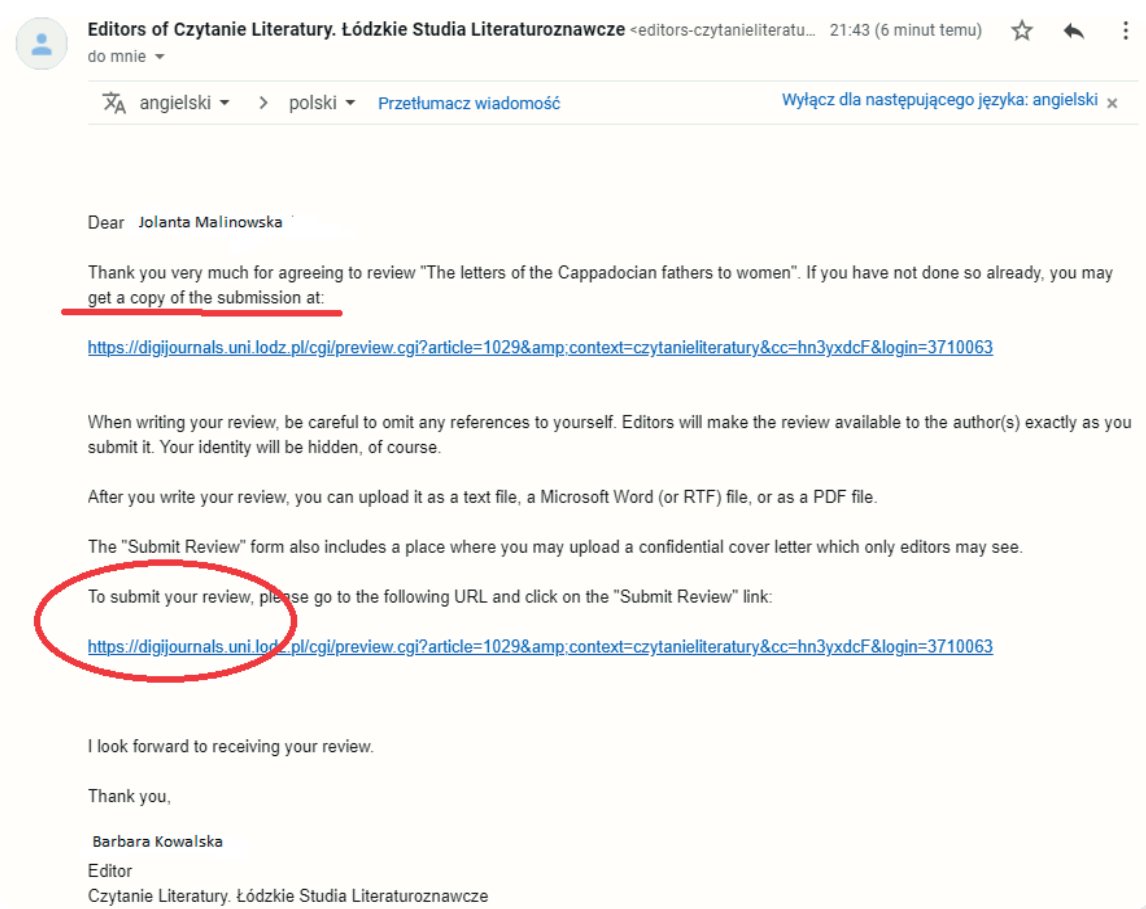 Editors of Czytanie Literatury. Łódzkie Studia Literaturoznawcze <editors-czytanieliteratu... 21:43 (6 minut temu)
do mnie
angielski > polski Przetłumacz wiadomość Wyłącz dla następującego języka: angielski x
Dear Jolanta Malinowska
Thank you very much for agreeing to review "The letters of the Cappadocian fathers to women". If you have not done so already, you may
get a copy of the submission at:
https://digijournals.uni.lodz.pl/cgi/preview.cgi?article=1029&amp;context=czytanieliteratury&cc=hn3yxdcF&login=3710063
When writing your review, be careful to omit any references to yourself. Editors will make the review available to the author(s) exactly as you
submit it. Your identity will be hidden, of course.
After you write your review, you can upload it as a text file, a Microsoft Word (or RTF) file, or as a PDF file.
The "Submit Review" form also includes a place where you may upload a confidential cover letter which only editors may see.
To submit your review, please go to the following URL and click on the "Submit Review" link:
https://digijournals.uni.lodz.pl/cgi/preview.cgi?article=1029&amp;context=czytanieliteratury&cc=hn3yxdcF&login=3710063
I look forward to receiving your review.
Thank you,
Barbara Kowalska
Editor
Czytanie Literatury. Łódzkie Studia Literaturoznawcze